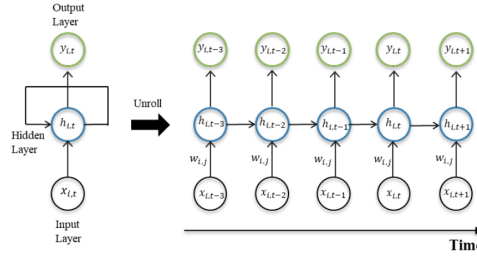 Output
Layer
y_{i,t}
Hidden
Layer
h_{i,t}
x_{i,t}
Input
Layer
Unroll
y_{i,t−3} y_{i,t−2} y_{i,t−1} y_{i,t} y_{i,t+1}
h_{i,t−3} h_{i,t−2} h_{i,t−1} h_{i,t} h_{i,t+1}
w_{i,j} w_{i,j} w_{i,j} w_{i,j} w_{i,j}
x_{i,t−3} x_{i,t−2} x_{i,t−1} x_{i,t} x_{i,t+1}
Time